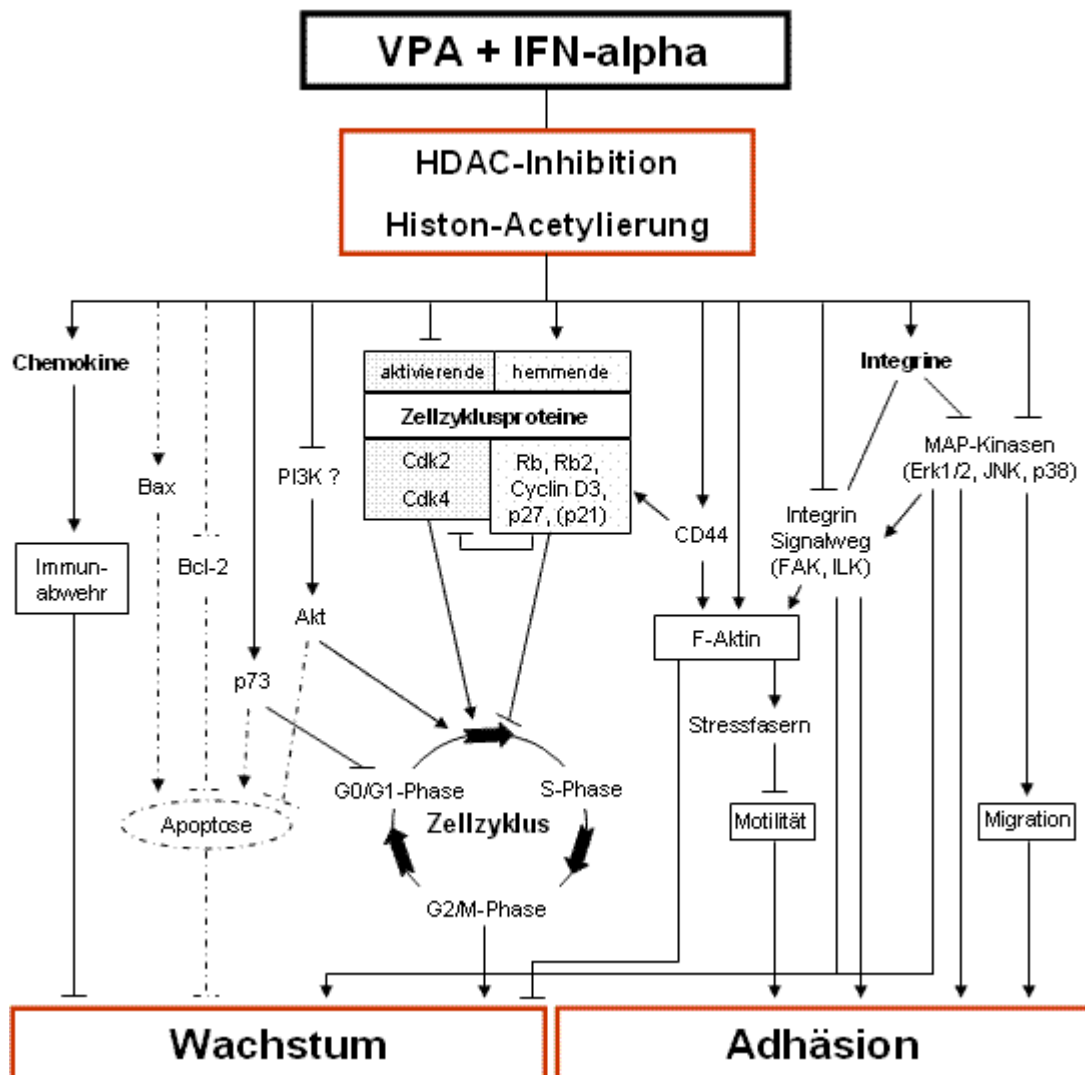 VPA + IFN-alpha
HDAC-Inhibition
Histon-Acetylierung
Chemokine
aktivierende
hemmende
Integrine
Zellzyklusproteine
MAP-Kinasen
(Erk1/2, JNK, p38)
Bax
PI3K ?
Cdk2
Cdk4
Rb, Rb2,
Cyclin D3,
p27, (p21)
CD44
Integrin
Signalweg
(FAK, ILK)
Immun-
abwehr
Bcl-2
Akt
F-Aktin
p73
Stressfasern
G0/G1-Phase
S-Phase
Apoptose
Zellzyklus
Motilität
Migration
G2/M-Phase
Wachstum
Adhäsion